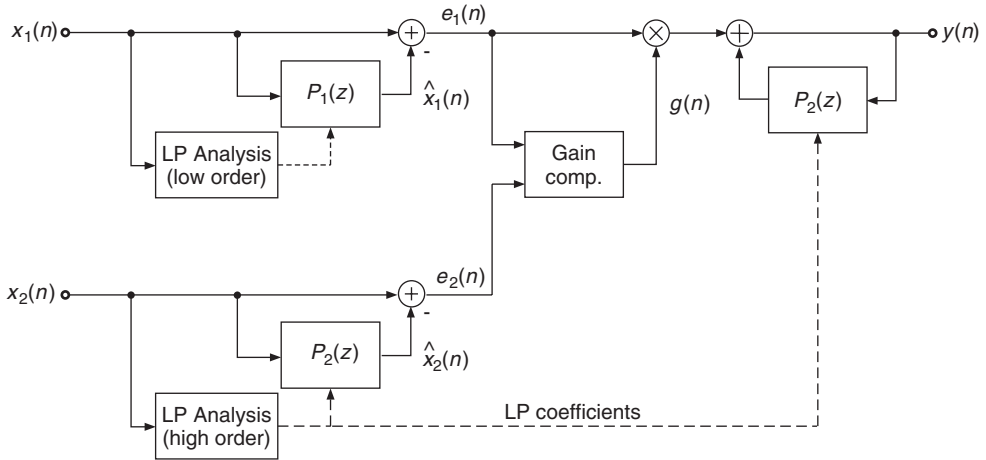 x₁(n)
e₁(n)
y(n)
P₁(z)
-
x̂₁(n)
g(n)
P₂(z)
LP Analysis
(low order)
Gain
comp.
x₂(n)
e₂(n)
P₂(z)
-
x̂₂(n)
LP Analysis
(high order)
LP coefficients